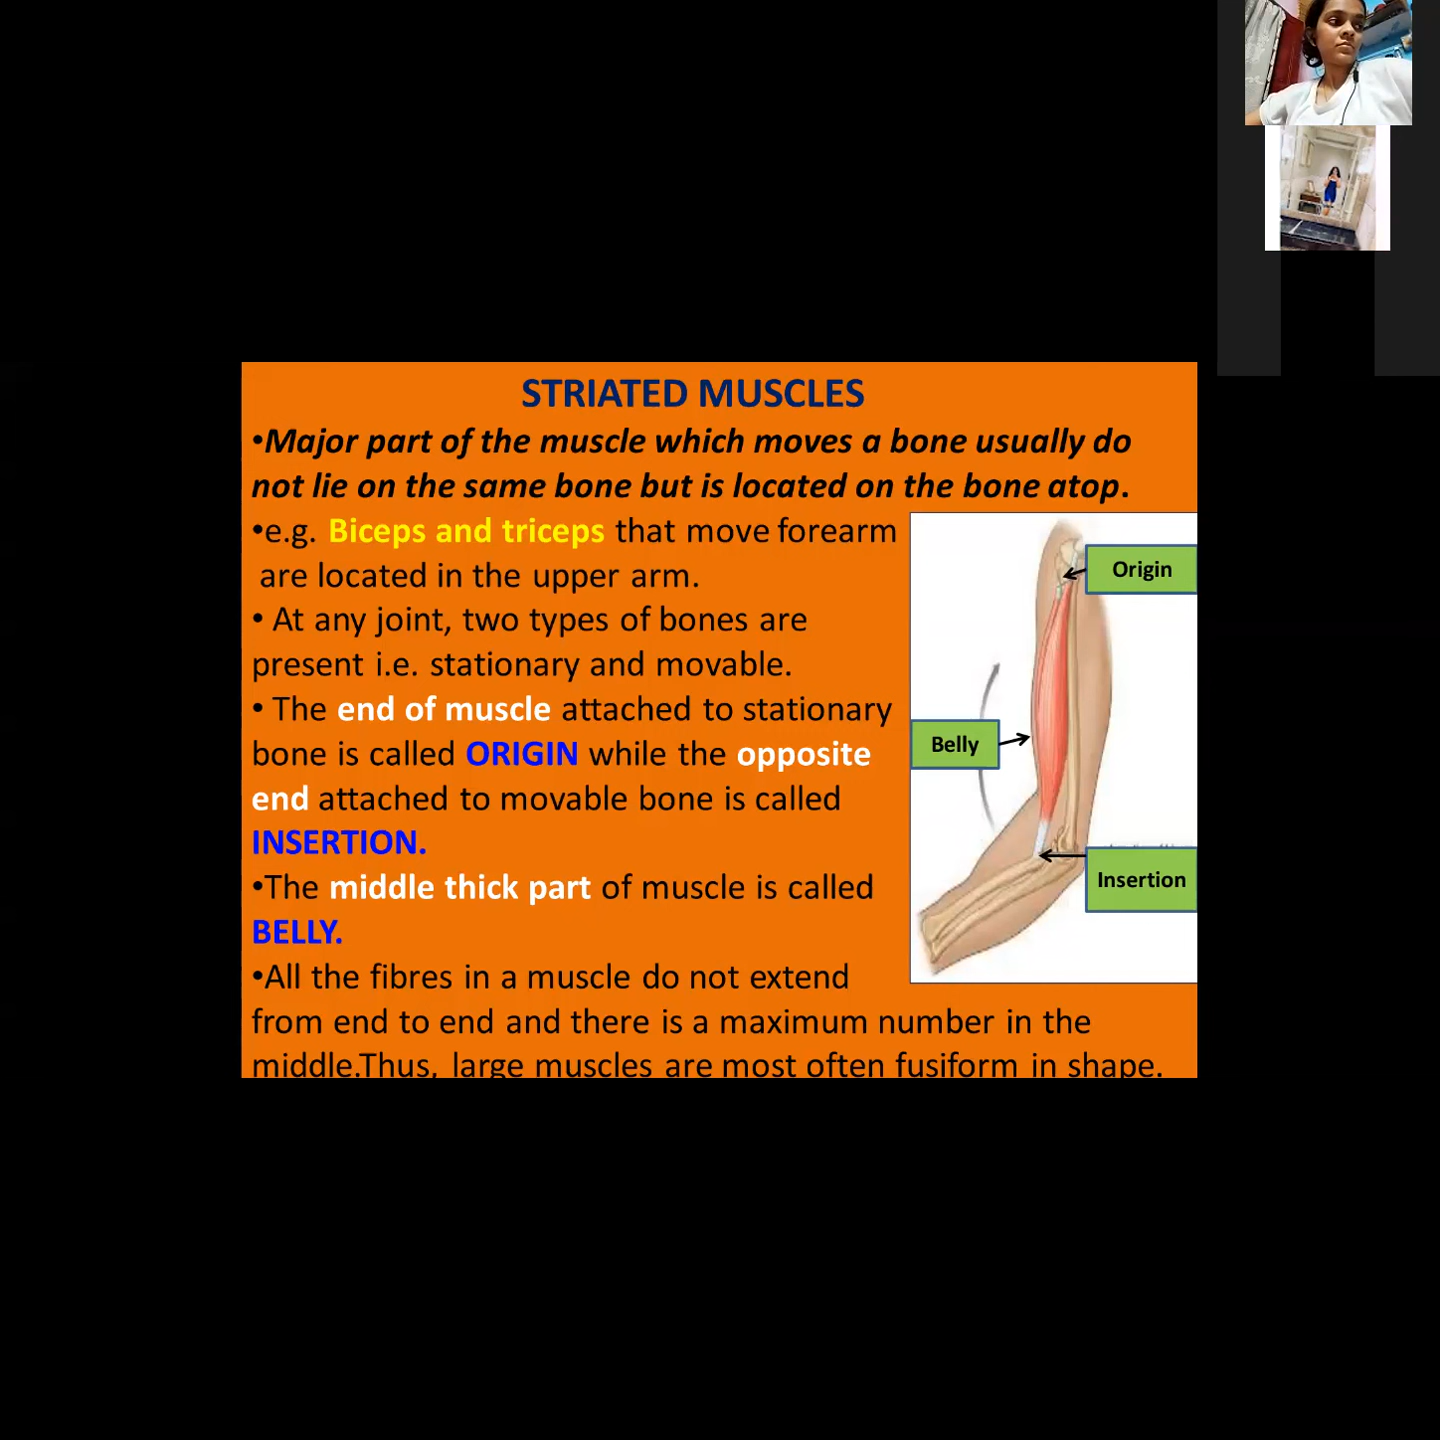 STRIATED MUSCLES
•Major part of the muscle which moves a bone usually do
not lie on the same bone but is located on the bone atop.
•e.g. Biceps and triceps that move forearm
are located in the upper arm.
• At any joint, two types of bones are
present i.e. stationary and movable.
• The end of muscle attached to stationary
bone is called ORIGIN while the opposite
end attached to movable bone is called
INSERTION.
•The middle thick part of muscle is called
BELLY.
•All the fibres in a muscle do not extend
from end to end and there is a maximum number in the
middle.Thus, large muscles are most often fusiform in shape.
Origin
Belly
Insertion